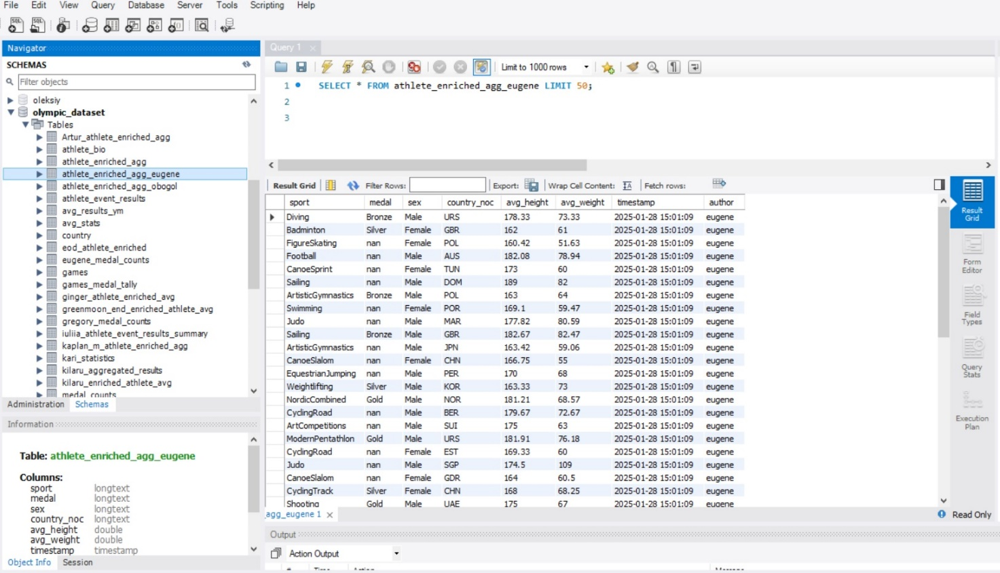 File Edit View Query Database Server Tools Scripting Help
Navigator
SCHEMAS
Filter objects
oleksiy
olympic_dataset
Tables
Artur_athlete_enriched_agg
athlete_bio
athlete_enriched_agg
athlete_enriched_agg_eugene
athlete_enriched_agg_obogol
athlete_event_results
avg_results_ym
avg_stats
country
eod_athlete_enriched
eugene_medal_counts
games
games_medal_tally
ginger_athlete_enriched_avg
greenmoon_end_enriched_athlete_avg
gregory_medal_counts
iuliia_athlete_event_results_summary
kaplan_m_athlete_enriched_agg
kari_statistics
kilaru_aggregated_results
kilaru_enriched_athlete_avg
medal_counts
Administration Schemas
Information
Table: athlete_enriched_agg_eugene
Columns:
sport longtext
medal longtext
sex longtext
country_noc longtext
avg_height double
avg_weight double
timestamp timestamp
Object Info Session
Query 1
Limit to 1000 rows
1 SELECT * FROM athlete_enriched_agg_eugene LIMIT 50;
2
3
Result Grid Filter Rows: Export: Wrap Cell Content: Fetch rows:
sport medal sex country_noc avg_height avg_weight timestamp author
Diving Bronze Male URS 178.33 73.33 2025-01-28 15:01:09 eugene
Badminton Silver Female GBR 162 61 2025-01-28 15:01:09 eugene
FigureSkating nan Female POL 160.42 51.63 2025-01-28 15:01:09 eugene
Football nan Male AUS 182.08 78.94 2025-01-28 15:01:09 eugene
CanoeSprint nan Female TUN 173 60 2025-01-28 15:01:09 eugene
Sailing nan Male DOM 189 82 2025-01-28 15:01:09 eugene
ArtisticGymnastics Bronze Male POL 163 64 2025-01-28 15:01:09 eugene
Swimming nan Female POR 169.1 59.47 2025-01-28 15:01:09 eugene
Judo nan Male MAR 177.82 80.59 2025-01-28 15:01:09 eugene
Sailing Bronze Male GBR 182.67 82.47 2025-01-28 15:01:09 eugene
ArtisticGymnastics nan Male JPN 163.42 59.06 2025-01-28 15:01:09 eugene
CanoeSlalom nan Female CHN 166.75 55 2025-01-28 15:01:09 eugene
EquestrianJumping nan Male PER 170 68 2025-01-28 15:01:09 eugene
Weightlifting Silver Male KOR 163.33 73 2025-01-28 15:01:09 eugene
NordicCombined Gold Male NOR 181.21 68.57 2025-01-28 15:01:09 eugene
CyclingRoad nan Male BER 179.67 72.67 2025-01-28 15:01:09 eugene
ArtCompetitions nan Male SUI 175 63 2025-01-28 15:01:09 eugene
ModernPentathlon Gold Male URS 181.91 76.18 2025-01-28 15:01:09 eugene
CyclingRoad nan Female EST 169.33 60 2025-01-28 15:01:09 eugene
Judo nan Male SGP 174.5 109 2025-01-28 15:01:09 eugene
CanoeSlalom nan Female GDR 164 60.5 2025-01-28 15:01:09 eugene
CyclingTrack Silver Female CHN 168 68.25 2025-01-28 15:01:09 eugene
Shooting Gold Male UAE 175 67 2025-01-28 15:01:09 eugene
Result
Grid
Form
Editor
Field
Types
Query
Stats
Execution
Plan
_agg_eugene 1
Read Only
Output
Action Output
# Time Action Message